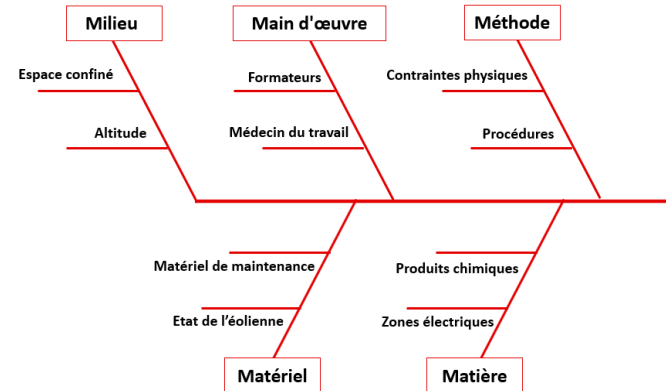 Milieu
Main d'œuvre
Méthode
Espace confiné
Formateurs
Contraintes physiques
Altitude
Médecin du travail
Procédures
Matériel de maintenance
Produits chimiques
Etat de l’éolienne
Zones électriques
Matériel
Matière